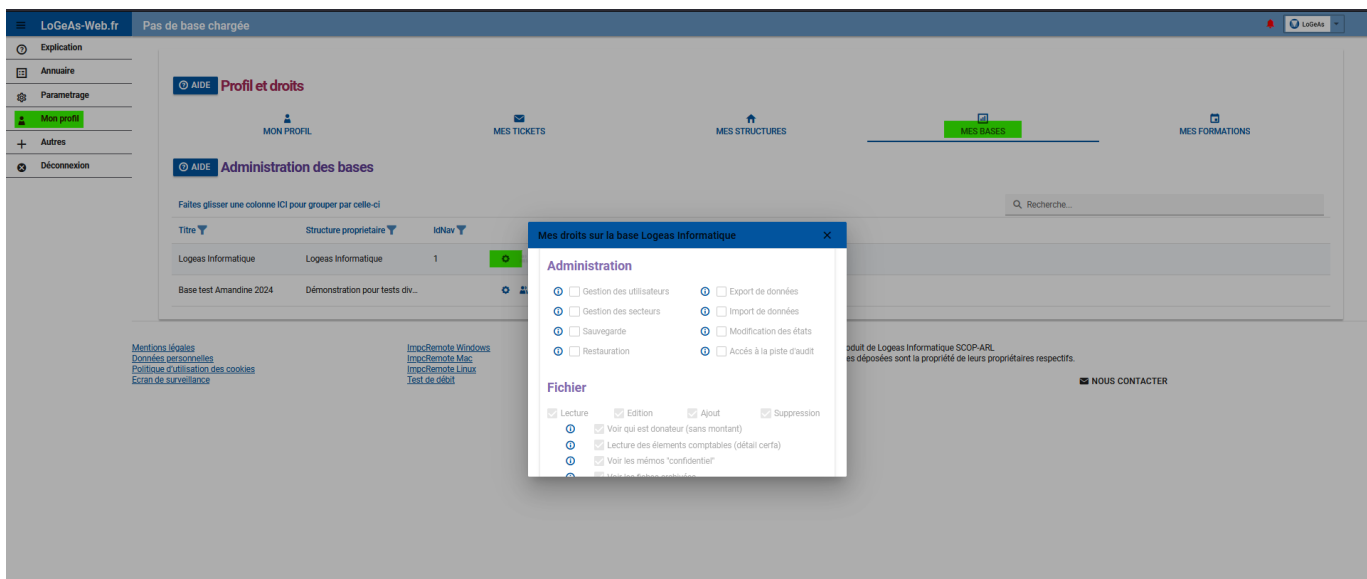 LoGeAs-Web.fr
Pas de base chargée
LoGeAs
Explication
Annuaire
Parametrage
Mon profil
Autres
Déconnexion
AIDE Profil et droits
MON PROFIL
MES TICKETS
MES STRUCTURES
MES BASES
MES FORMATIONS
AIDE Administration des bases
Faites glisser une colonne ICI pour grouper par celle-ci
Recherche...
Titre Structure proprietaire IdNav
Logeas Informatique Logeas Informatique 1
Base test Amandine 2024 Démonstration pour tests div...
Mes droits sur la base Logeas Informatique
Administration
Gestion des utilisateurs Export de données
Gestion des secteurs Import de données
Sauvegarde Modification des états
Restauration Accés à la piste d'audit
Fichier
Lecture Edition Ajout Suppression
Voir qui est donateur (sans montant)
Lecture des élements comptables (détail cerfa)
Voir les mémos "confidentiel"
Voir les fiches archivées
Mentions légales
Données personnelles
Politique d'utilisation des cookies
Ecran de surveillance
ImpcRemote Windows
ImpcRemote Mac
ImpcRemote Linux
Test de débit
oduit de Logeas Informatique SCOP-ARL
es déposées sont la propriété de leurs propriétaires respectifs.
NOUS CONTACTER